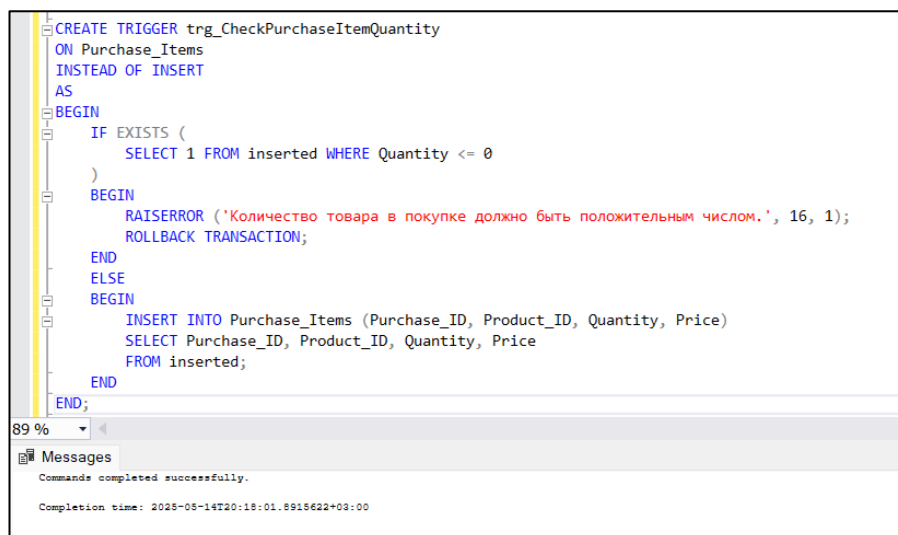 CREATE TRIGGER trg_CheckPurchaseItemQuantity
ON Purchase_Items
INSTEAD OF INSERT
AS
BEGIN
IF EXISTS (
SELECT 1 FROM inserted WHERE Quantity <= 0
)
BEGIN
RAISERROR ('Количество товара в покупке должно быть положительным числом.', 16, 1);
ROLLBACK TRANSACTION;
END
ELSE
BEGIN
INSERT INTO Purchase_Items (Purchase_ID, Product_ID, Quantity, Price)
SELECT Purchase_ID, Product_ID, Quantity, Price
FROM inserted;
END
END;
89 %
Messages
Commands completed successfully.
Completion time: 2025-05-14T20:18:01.8915622+03:00